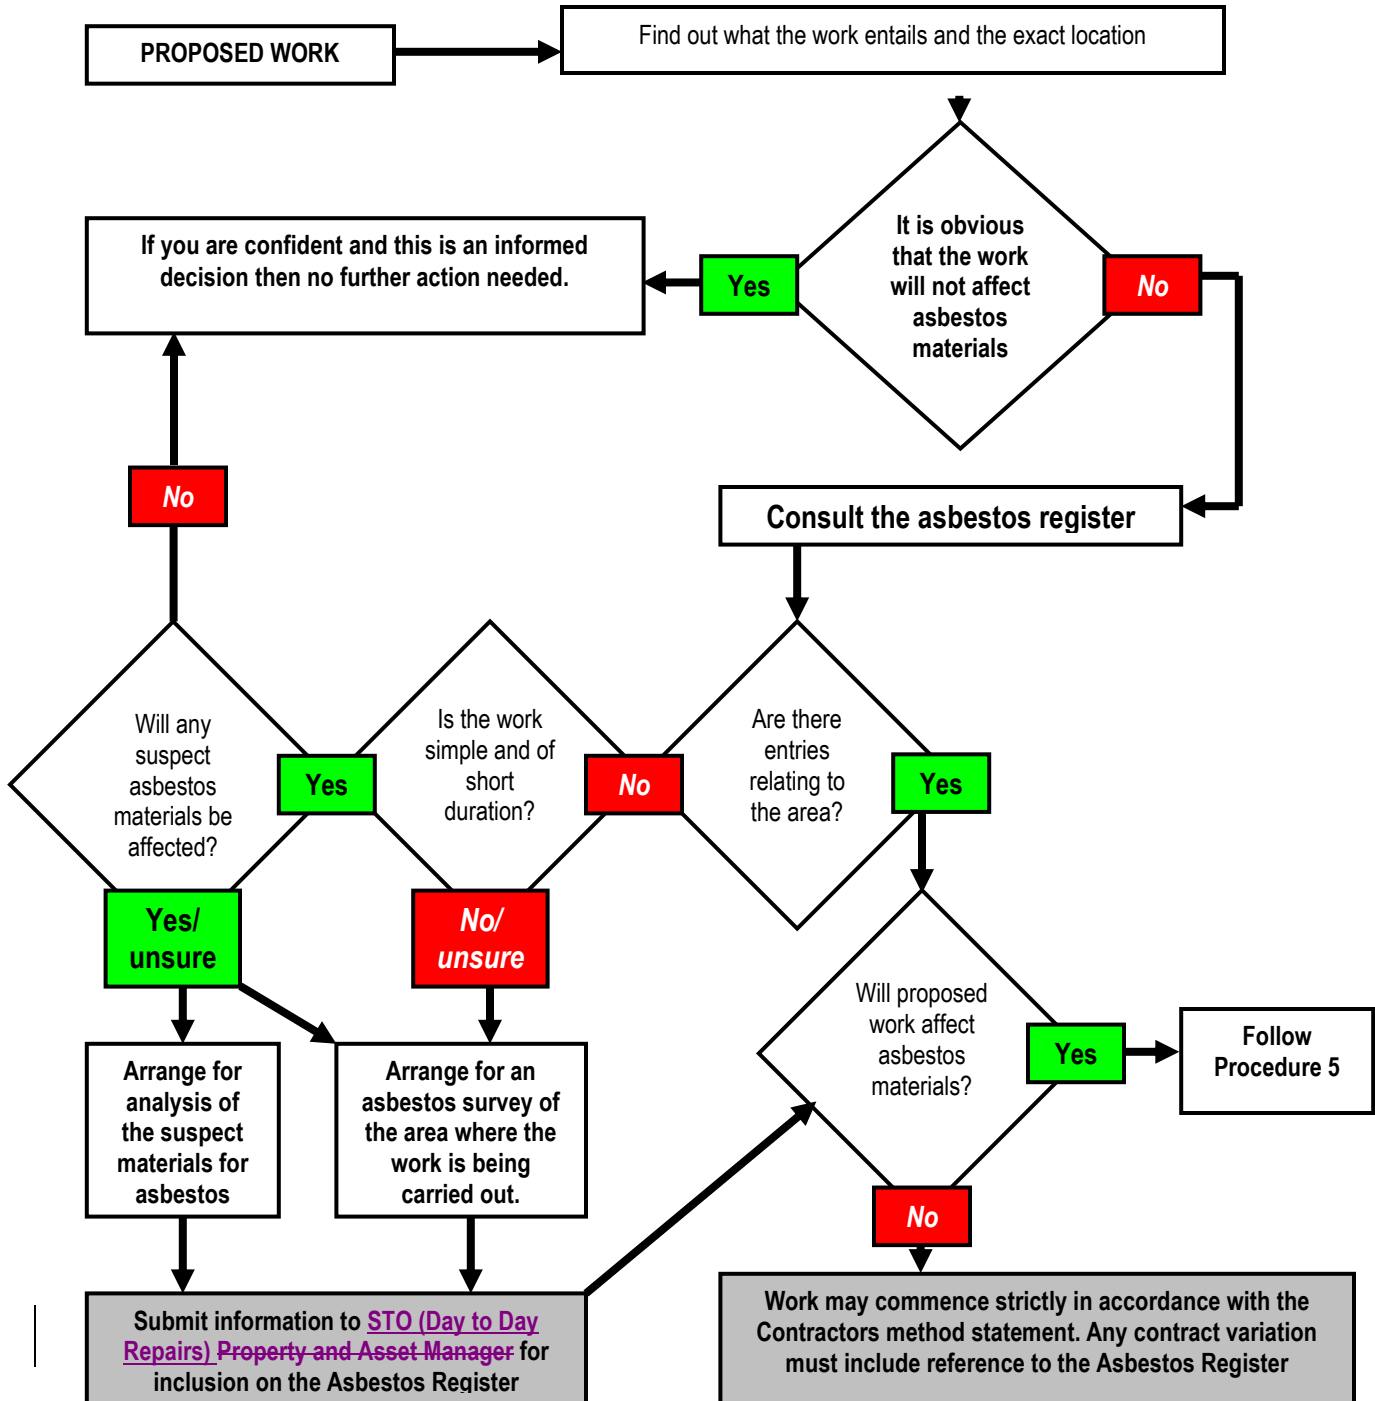 PROPOSED WORK
Find out what the work entails and the exact location
It is obvious
that the work
will not affect
asbestos
materials
Yes
No
If you are confident and this is an informed
decision then no further action needed.
No
Consult the asbestos register
Will any
suspect
asbestos
materials be
affected?
Yes
Is the work
simple and of
short
duration?
No
Are there
entries
relating to
the area?
Yes
Yes/
unsure
No/
unsure
Will proposed
work affect
asbestos
materials?
Yes
Follow
Procedure 5
Arrange for
analysis of
the suspect
materials for
asbestos
Arrange for an
asbestos survey of
the area where the
work is being
carried out.
No
Submit information to STO (Day to Day
Repairs) Property and Asset Manager for
inclusion on the Asbestos Register
Work may commence strictly in accordance with the
Contractors method statement. Any contract variation
must include reference to the Asbestos Register